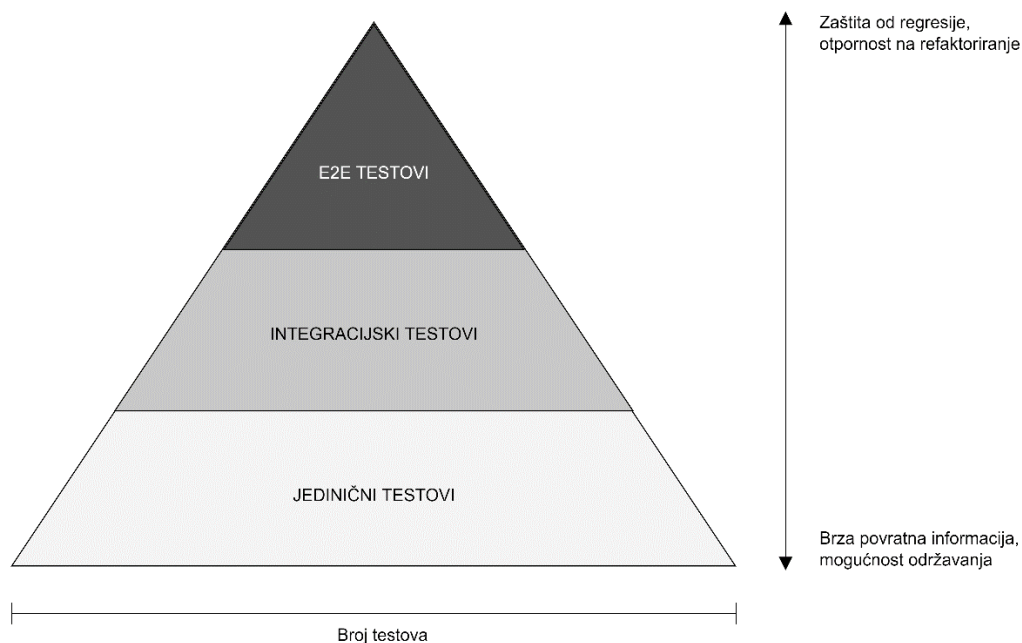 Zaštita od regresije,
otpornost na refaktoriranje
E2E TESTOVI
INTEGRACIJSKI TESTOVI
JEDINIČNI TESTOVI
Brza povratna informacija,
mogućnost održavanja
Broj testova